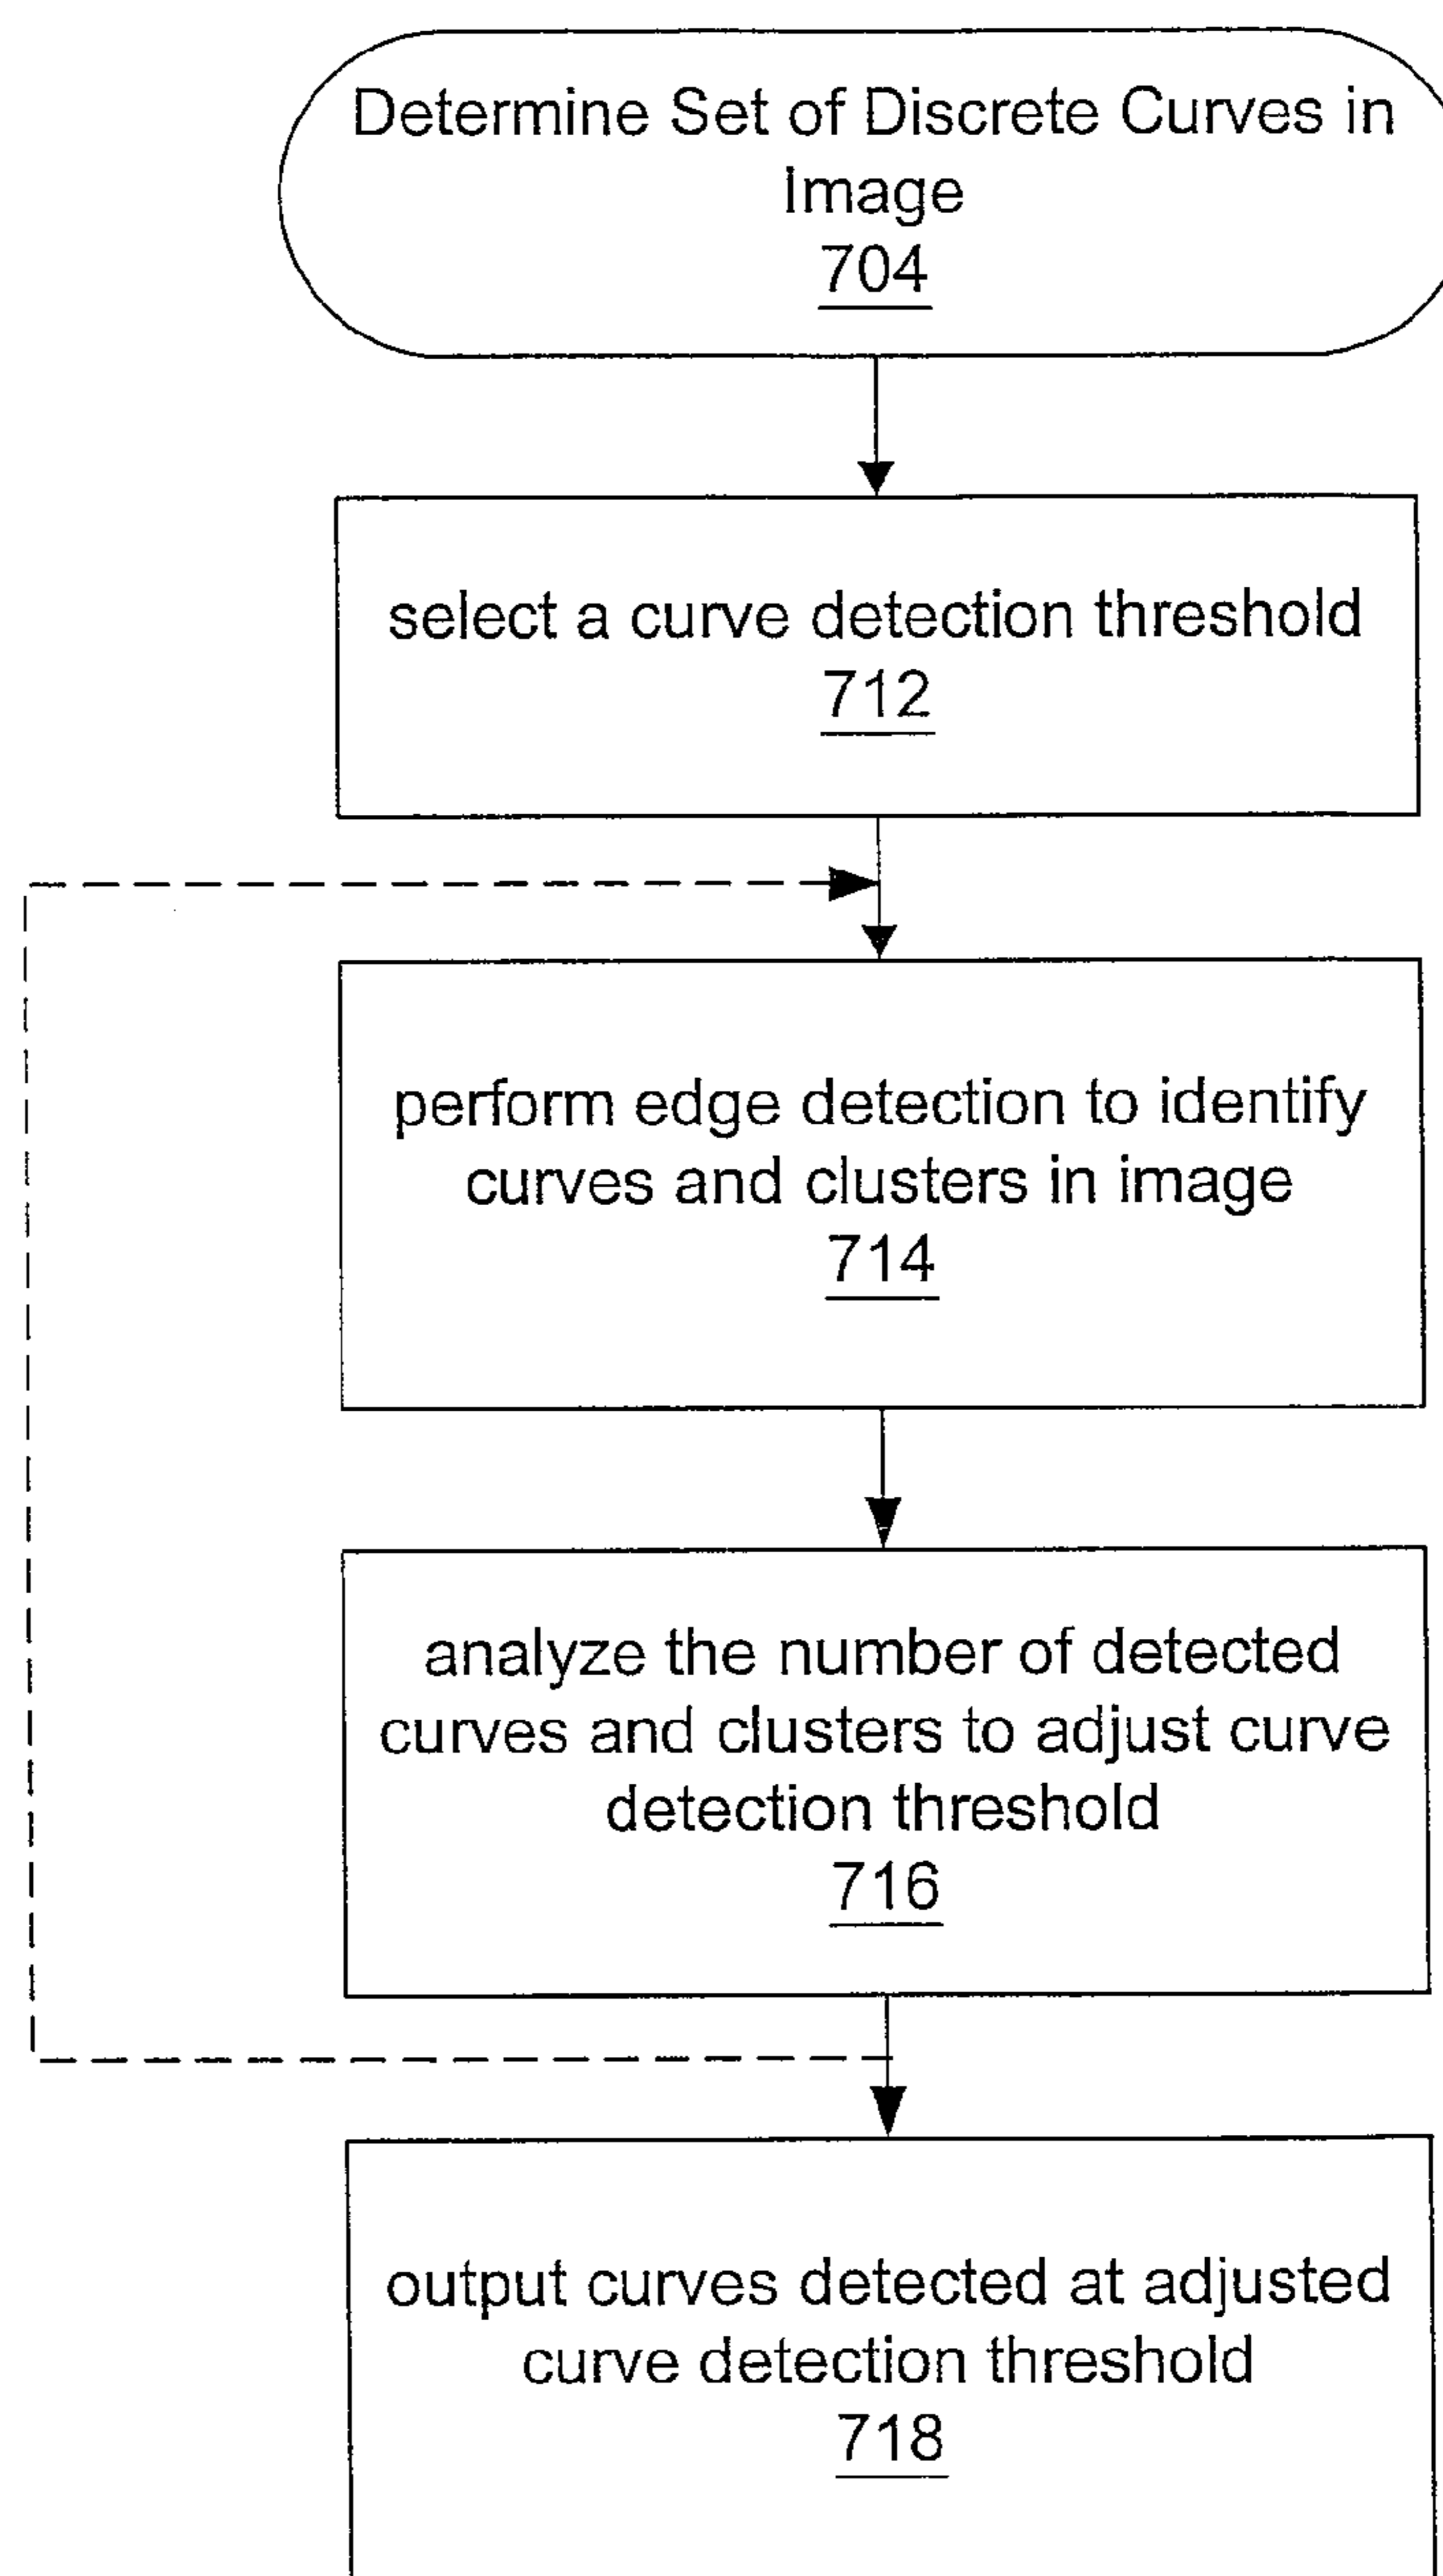 Determine Set of Discrete Curves in
Image
704
select a curve detection threshold
712
perform edge detection to identify
curves and clusters in image
714
analyze the number of detected
curves and clusters to adjust curve
detection threshold
716
output curves detected at adjusted
curve detection threshold
718